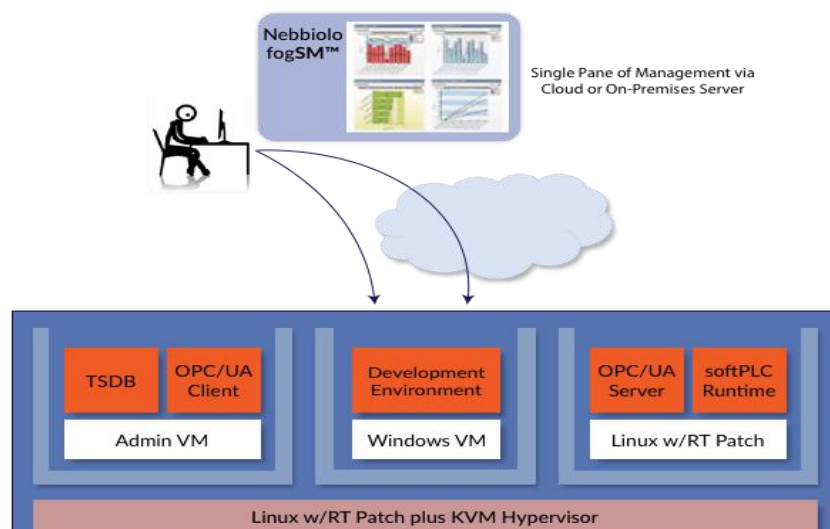 Nebbiolo
fogSM™
Single Pane of Management via
Cloud or On-Premises Server
TSDB
OPC/UA
Client
Admin VM
Development
Environment
Windows VM
OPC/UA
Server
softPLC
Runtime
Linux w/RT Patch
Linux w/RT Patch plus KVM Hypervisor